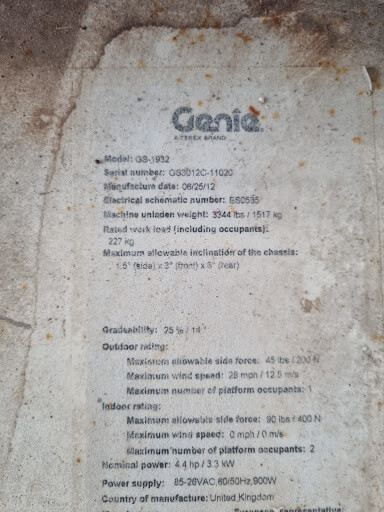 Genie
A TEREX BRAND
Model: GS-1932
Serial number: GS3012C-11020
Manufacture date: 06/25/12
Electrical schematic number: ES0535
Machine unladen weight: 3344 lbs / 1517 kg
Rated work load (including occupants):
227 kg
Maximum allowable inclination of the chassis:
1.5° (side) x 3° (front) x 3° (rear)
Gradeability: 25 % / 14°
Outdoor rating:
Maximum allowable side force: 45 lbs / 200 N
Maximum wind speed: 28 mph / 12.5 m/s
Maximum number of platform occupants: 1
Indoor rating:
Maximum allowable side force: 90 lbs / 400 N
Maximum wind speed: 0 mph / 0 m/s
Maximum number of platform occupants: 2
Nominal power: 4.4 hp / 3.3 kW
Power supply: 85-26VAC,60/50Hz,900W
Country of manufacture: United Kingdom
European representative: